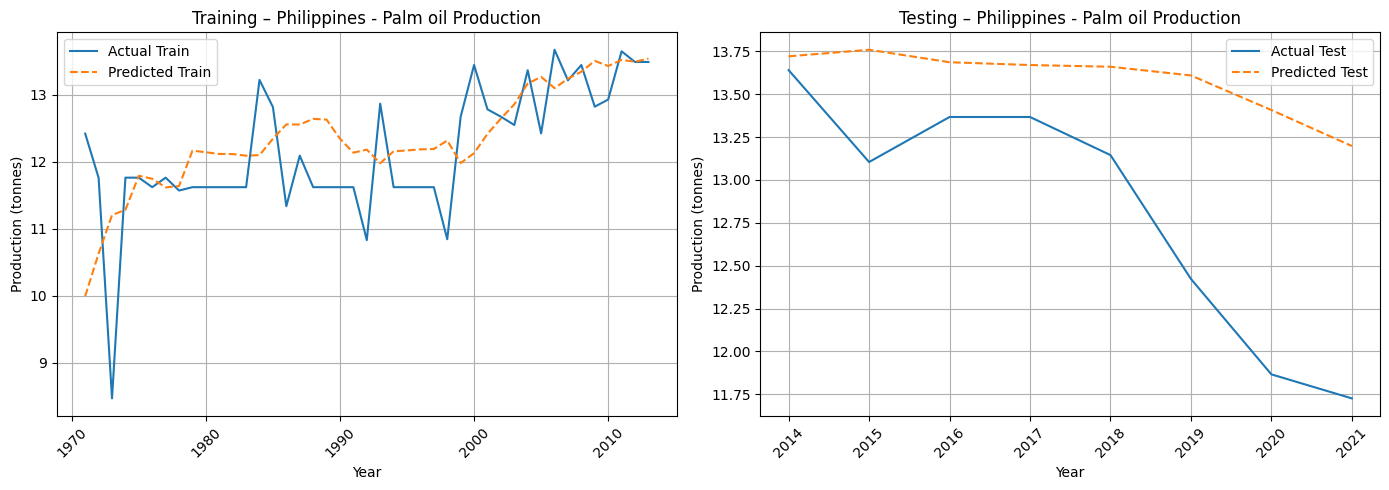 Training – Philippines - Palm oil Production
Actual Train
Predicted Train
Production (tonnes)
13
12
11
10
9
1970
1980
1990
2000
2010
Year
Testing – Philippines - Palm oil Production
Actual Test
Predicted Test
Production (tonnes)
13.75
13.50
13.25
13.00
12.75
12.50
12.25
12.00
11.75
2014
2015
2016
2017
2018
2019
2020
2021
Year